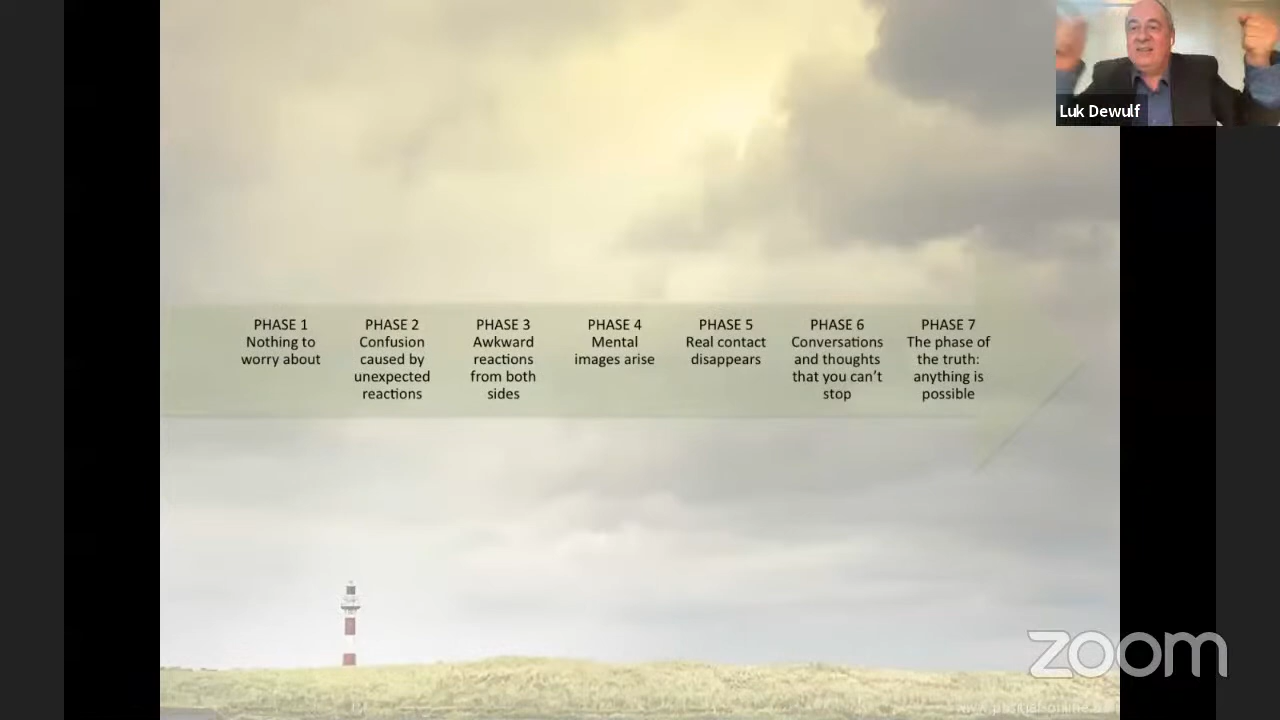 Luk Dewulf
PHASE 1
Nothing to
worry about
PHASE 2
Confusion
caused by
unexpected
reactions
PHASE 3
Awkward
reactions
from both
sides
PHASE 4
Mental
images arise
PHASE 5
Real contact
disappears
PHASE 6
Conversations
and thoughts
that you can’t
stop
PHASE 7
The phase of
the truth:
anything is
possible
zoom